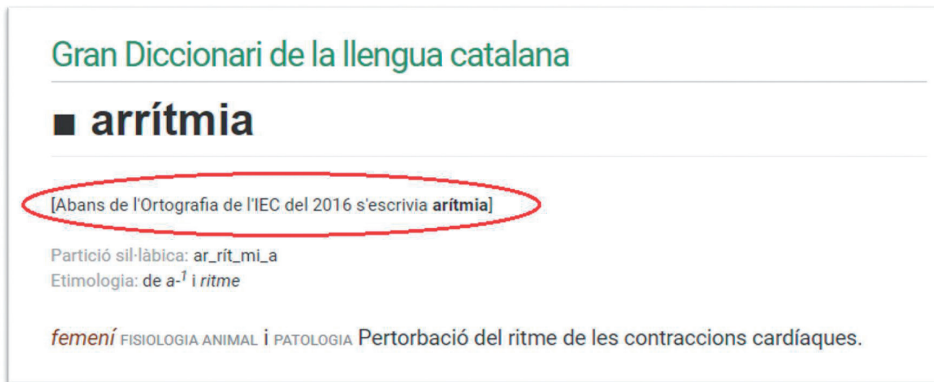 Gran Diccionari de la llengua catalana
■ arrítmia
[Abans de l'Ortografia de l'IEC del 2016 s'escrivia arítmia]
Partició sil·làbica: ar_rít_mi_a
Etimologia: de a-¹ i ritme
femení FISIOLOGIA ANIMAL i PATOLOGIA Pertorbació del ritme de les contraccions cardíaques.